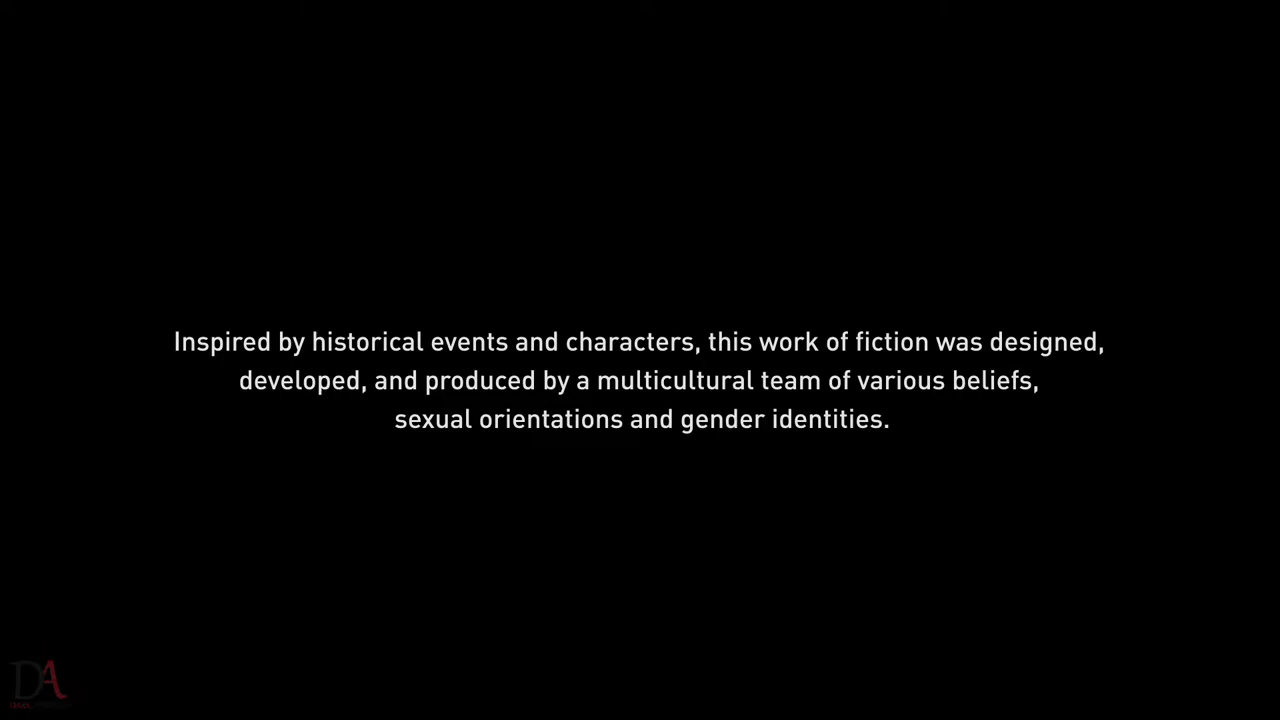 Inspired by historical events and characters, this work of fiction was designed,
developed, and produced by a multicultural team of various beliefs,
sexual orientations and gender identities.
DA